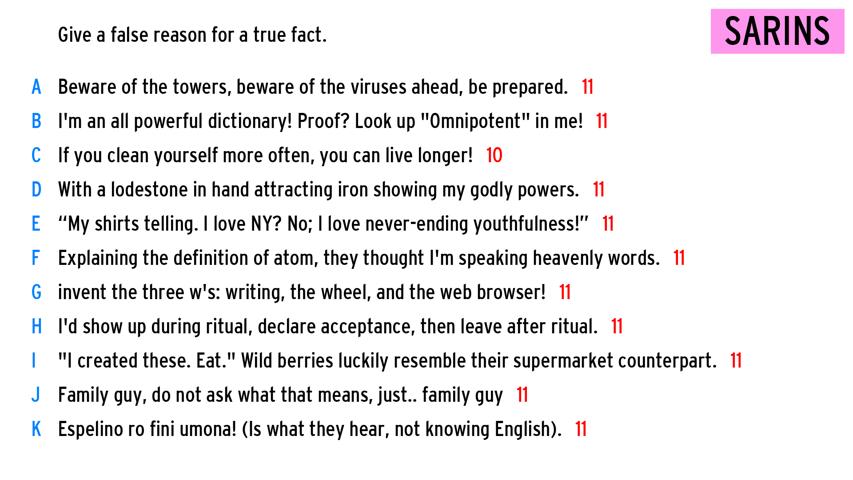 Give a false reason for a true fact.
SARINS
A Beware of the towers, beware of the viruses ahead, be prepared. 11
B I'm an all powerful dictionary! Proof? Look up "Omnipotent" in me! 11
C If you clean yourself more often, you can live longer! 10
D With a lodestone in hand attracting iron showing my godly powers. 11
E “My shirts telling. I love NY? No; I love never-ending youthfulness!” 11
F Explaining the definition of atom, they thought I'm speaking heavenly words. 11
G invent the three w's: writing, the wheel, and the web browser! 11
H I'd show up during ritual, declare acceptance, then leave after ritual. 11
I "I created these. Eat." Wild berries luckily resemble their supermarket counterpart. 11
J Family guy, do not ask what that means, just.. family guy 11
K Espelino ro fini umona! (Is what they hear, not knowing English). 11